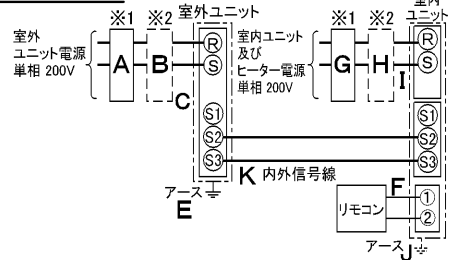 ※1 ※2 室外ユニット
室外
ユニット電源
単相 200V
A B
R
S
C
S1
S2
S3
アース
E
K 内外信号線
※1 ※2
室内
ユニット
室内ユニット
及び
ヒーター電源
単相 200V
G H
R
S
I
S1
S2
S3
F
リモコン
①
②
アース J